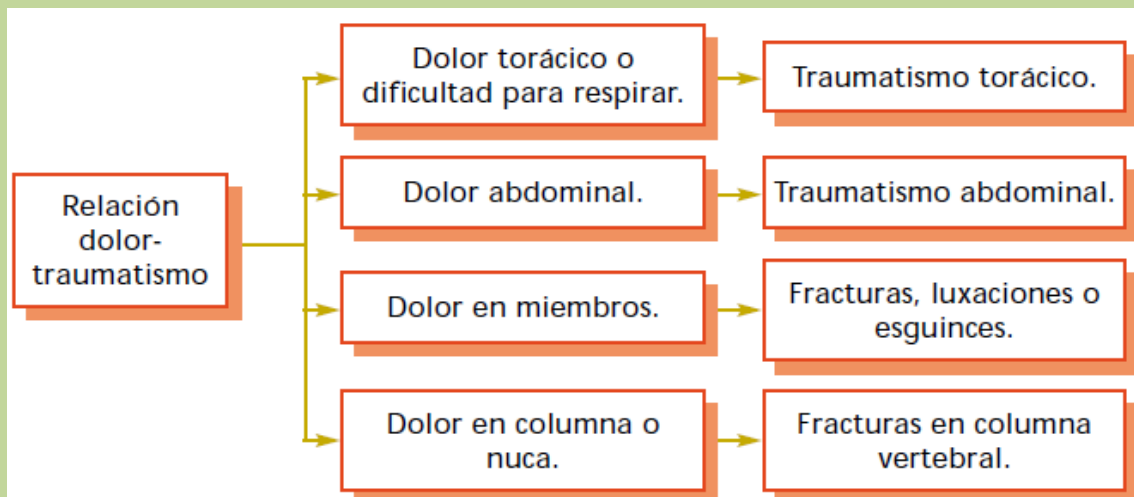 Relación
dolor-
traumatismo
Dolor torácico o
dificultad para respirar.
Traumatismo torácico.
Dolor abdominal.
Traumatismo abdominal.
Dolor en miembros.
Fracturas, luxaciones o
esguinces.
Dolor en columna o
nuca.
Fracturas en columna
vertebral.